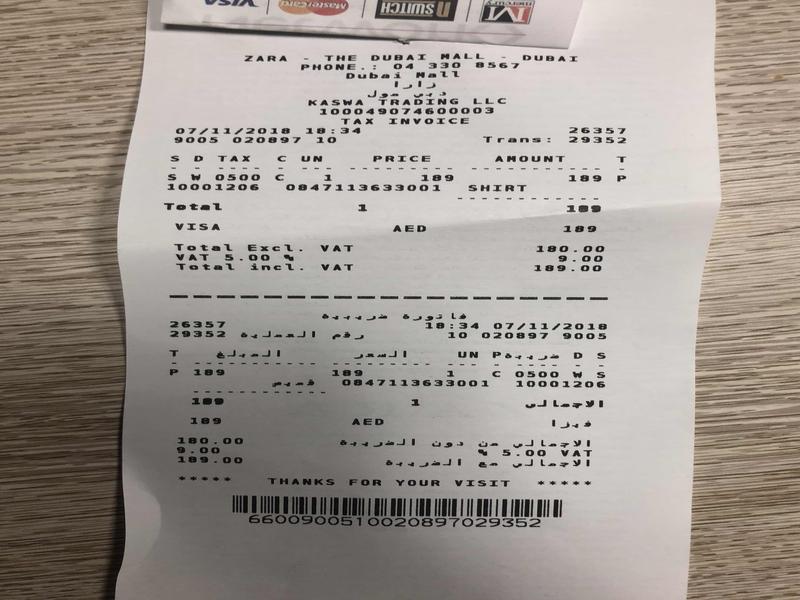 VISA MasterCard N SWITCH M mercury
ZARA - THE DUBAI MALL - DUBAI
PHONE.: 04 330 8567
Dubai Mall
زارا
دبي مول
KASWA TRADING LLC
100049074600003
TAX INVOICE
07/11/2018 18:34 26357
9005 020897 10 Trans: 29352
S D TAX C UN PRICE AMOUNT T
S W 0500 C 1 189 189 P
10001206 0847113633001 SHIRT
Total 1 189
VISA AED 189
Total Excl. VAT 180.00
VAT 5.00 % 9.00
Total incl. VAT 189.00
فاتورة ضريبية
26357 18:34 07/11/2018
29352 رقم العملية 10 020897 9005
T المبلغ السعر UN P ضريبة D S
P 189 189 1 C 0500 W S
قميص 0847113633001 10001206
189 1 الإجمالي
189 AED فيزا
180.00 الإجمالي من دون الضريبة
9.00 % 5.00 VAT
189.00 الإجمالي مع الضريبة
***** THANKS FOR YOUR VISIT *****
6600900510020897029352